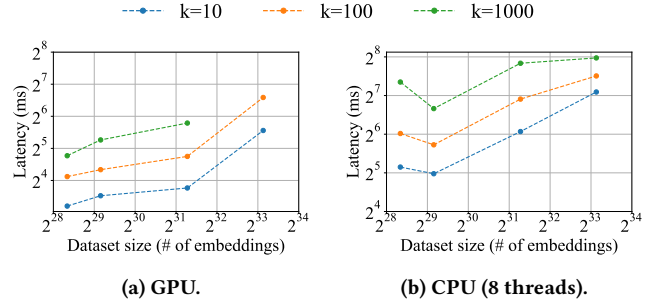 k=10 k=100 k=1000
2^8
2^7
2^6
2^5
2^4
Latency (ms)
2^28 2^29 2^30 2^31 2^32 2^33 2^34
Dataset size (# of embeddings)
(a) GPU.
2^8
2^7
2^6
2^5
2^4
Latency (ms)
2^28 2^29 2^30 2^31 2^32 2^33 2^34
Dataset size (# of embeddings)
(b) CPU (8 threads).